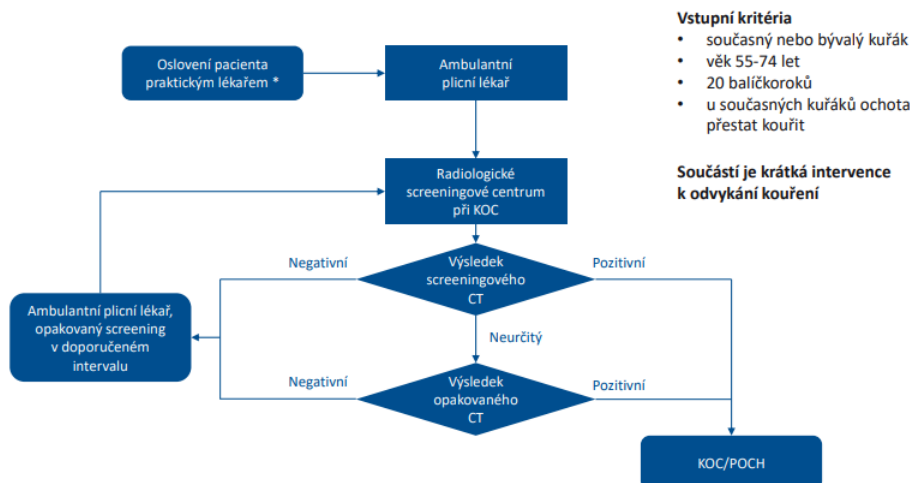 Oslovení pacienta
praktickým lékařem *
Ambulantní
plicní lékař
Vstupní kritéria
• současný nebo bývalý kuřák
• věk 55-74 let
• 20 balíčkoroků
• u současných kuřáků ochota
přestat kouřit
Součástí je krátká intervence
k odvykání kouření
Radiologické
screeningové centrum
při KOC
Negativní
Výsledek
screeningového
CT
Pozitivní
Ambulantní plicní lékař,
opakovaný screening
v doporučeném
intervalu
Neurčitý
Negativní
Výsledek
opakovaného
CT
Pozitivní
KOC/POCH